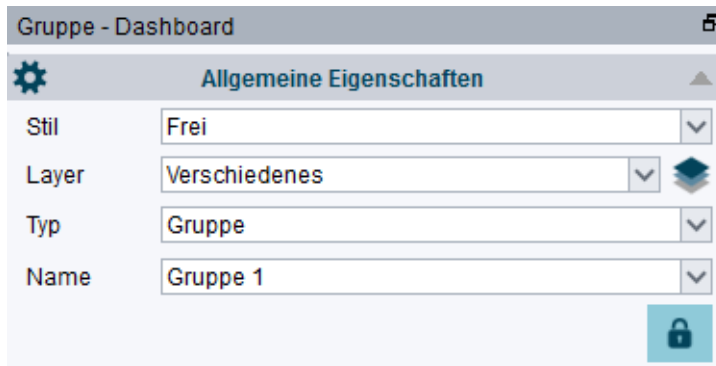 Gruppe - Dashboard
Allgemeine Eigenschaften
Stil Frei
Layer Verschiedenes
Typ Gruppe
Name Gruppe 1